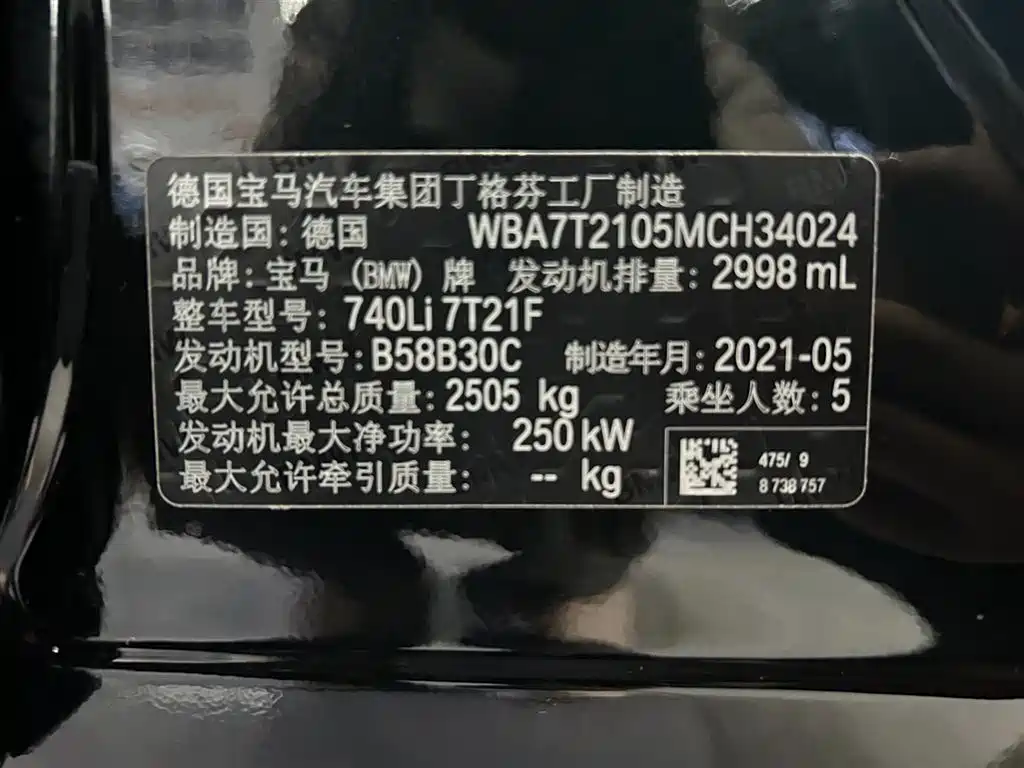 德国宝马汽车集团丁格芬工厂制造
制造国: 德国 WBA7T2105MCH34024
品牌: 宝马 (BMW) 牌 发动机排量: 2998 mL
整车型号: 740Li 7T21F
发动机型号: B58B30C 制造年月: 2021-05
最大允许总质量: 2505 kg 乘坐人数: 5
发动机最大净功率: 250 kW
最大允许牵引质量: -- kg
475/ 9
8 738 757